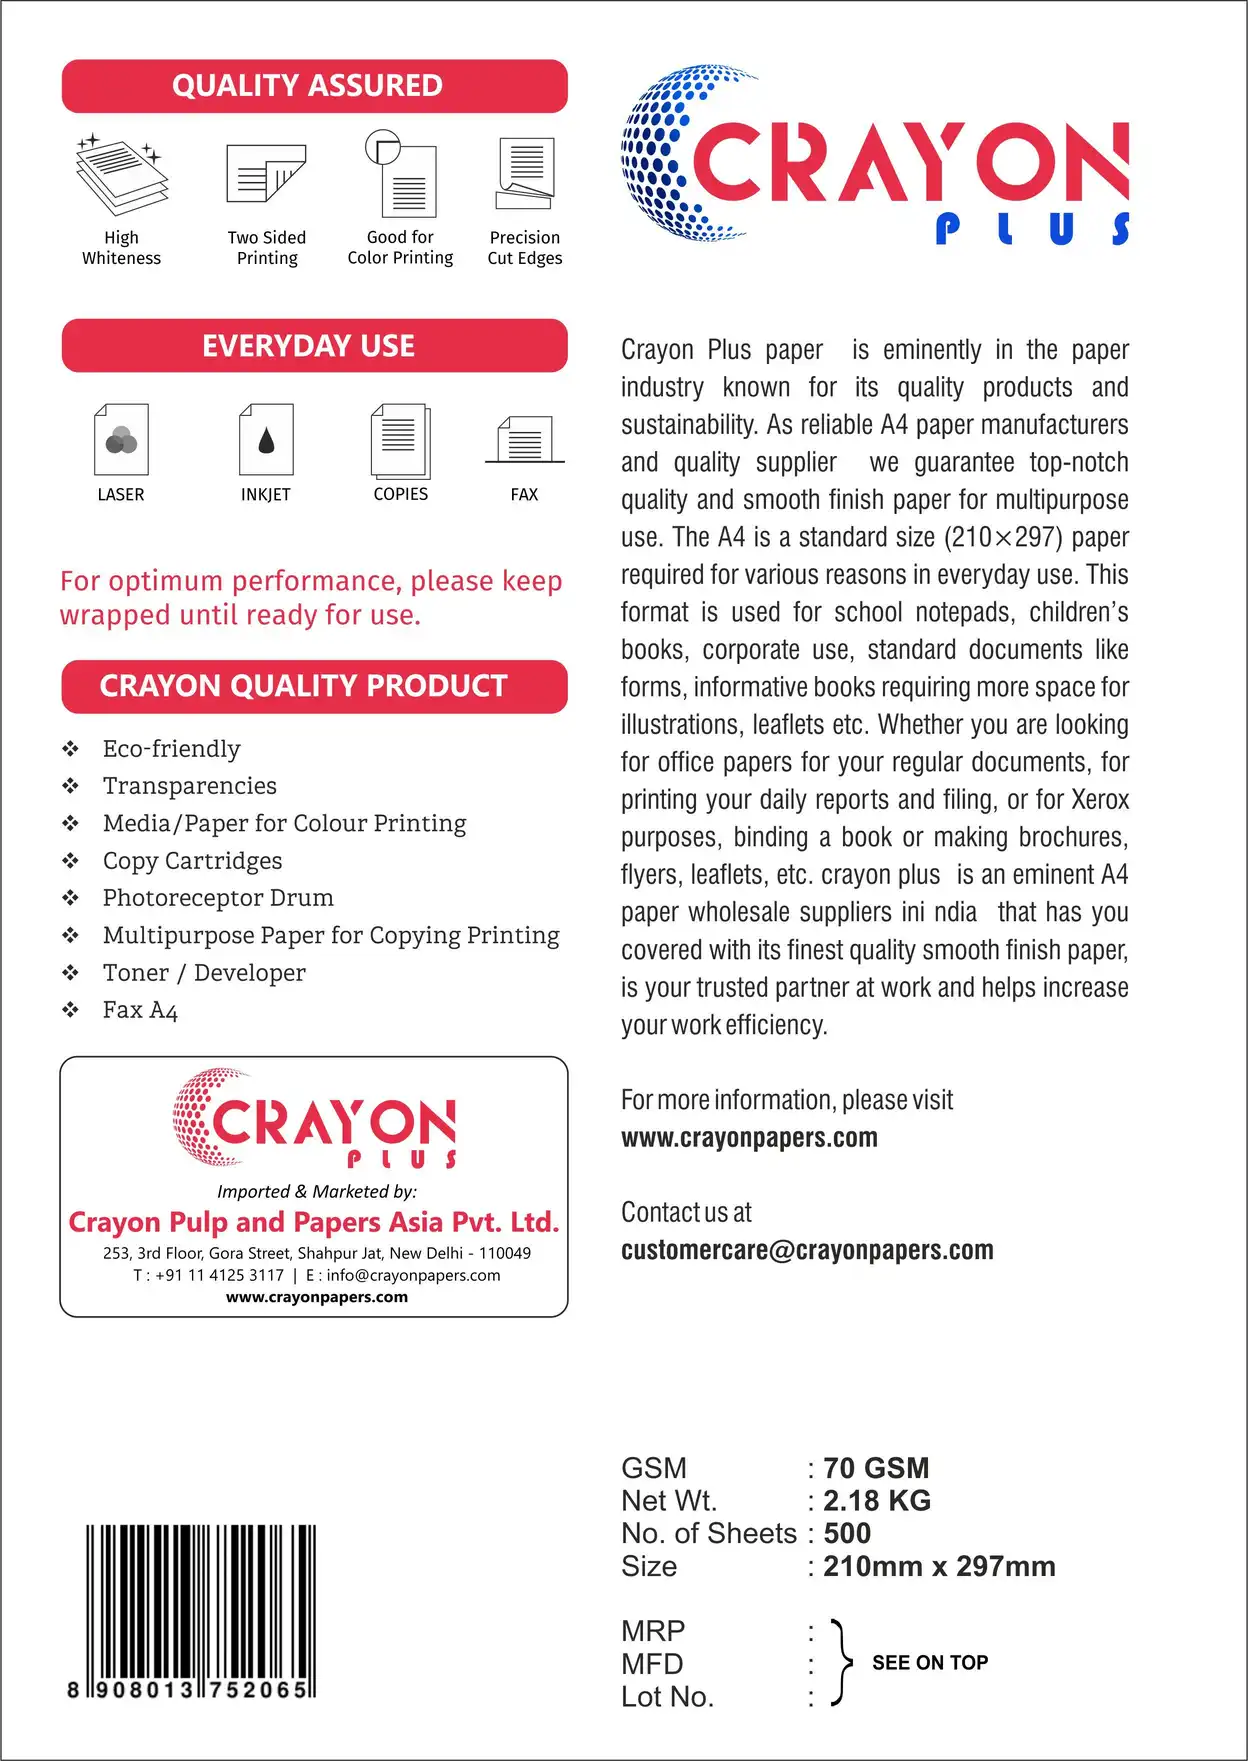 QUALITY ASSURED
High Whiteness
Two Sided Printing
Good for Color Printing
Precision Cut Edges
EVERYDAY USE
LASER
INKJET
COPIES
FAX
For optimum performance, please keep
wrapped until ready for use.
CRAYON QUALITY PRODUCT
Eco-friendly
Transparencies
Media/Paper for Colour Printing
Copy Cartridges
Photoreceptor Drum
Multipurpose Paper for Copying Printing
Toner / Developer
Fax A4
CRAYON
PLUS
Imported & Marketed by:
Crayon Pulp and Papers Asia Pvt. Ltd.
253, 3rd Floor, Gora Street, Shahpur Jat, New Delhi - 110049
T : +91 11 4125 3117 | E : info@crayonpapers.com
www.crayonpapers.com
8 908013 752065
CRAYON
PLUS
Crayon Plus paper is eminently in the paper
industry known for its quality products and
sustainability. As reliable A4 paper manufacturers
and quality supplier we guarantee top-notch
quality and smooth finish paper for multipurpose
use. The A4 is a standard size (210×297) paper
required for various reasons in everyday use. This
format is used for school notepads, children's
books, corporate use, standard documents like
forms, informative books requiring more space for
illustrations, leaflets etc. Whether you are looking
for office papers for your regular documents, for
printing your daily reports and filing, or for Xerox
purposes, binding a book or making brochures,
flyers, leaflets, etc. crayon plus is an eminent A4
paper wholesale suppliers ini ndia that has you
covered with its finest quality smooth finish paper,
is your trusted partner at work and helps increase
your work efficiency.
For more information, please visit
www.crayonpapers.com
Contact us at
customercare@crayonpapers.com
GSM : 70 GSM
Net Wt. : 2.18 KG
No. of Sheets : 500
Size : 210mm x 297mm
MRP :
MFD : SEE ON TOP
Lot No. :